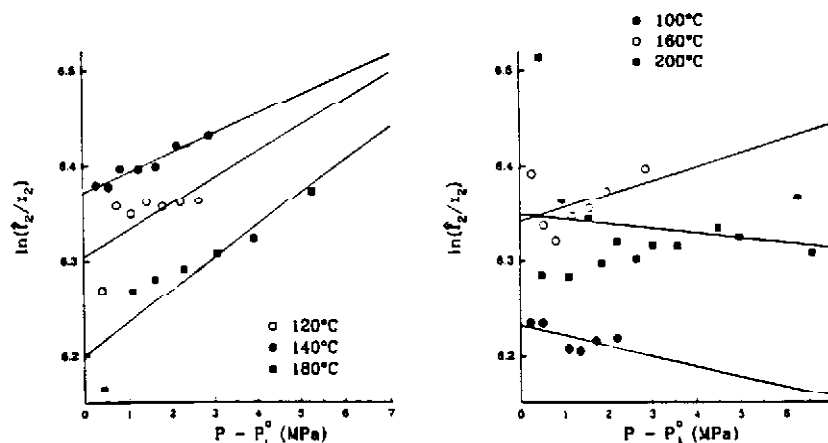 6.5
6.4
6.3
6.2
ln(f̂₂/x₂)
120°C
140°C
180°C
0 1 2 3 4 5 6 7
P - P₁° (MPa)
100°C
160°C
200°C
6.5
6.4
6.3
6.2
ln(f̂₂/x₂)
0 1 2 3 4 5 6
P - P₁° (MPa)